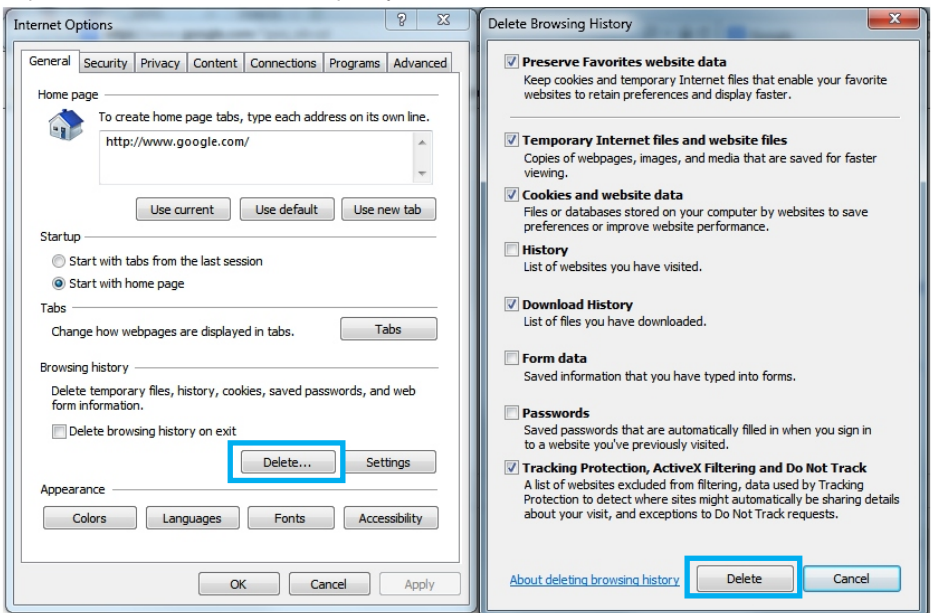 Internet Options
General Security Privacy Content Connections Programs Advanced
Home page
To create home page tabs, type each address on its own line.
http://www.google.com/
Use current Use default Use new tab
Startup
Start with tabs from the last session
Start with home page
Tabs
Change how webpages are displayed in tabs. Tabs
Browsing history
Delete temporary files, history, cookies, saved passwords, and web
form information.
Delete browsing history on exit
Delete... Settings
Appearance
Colors Languages Fonts Accessibility
OK Cancel Apply
Delete Browsing History
Preserve Favorites website data
Keep cookies and temporary Internet files that enable your favorite
websites to retain preferences and display faster.
Temporary Internet files and website files
Copies of webpages, images, and media that are saved for faster
viewing.
Cookies and website data
Files or databases stored on your computer by websites to save
preferences or improve website performance.
History
List of websites you have visited.
Download History
List of files you have downloaded.
Form data
Saved information that you have typed into forms.
Passwords
Saved passwords that are automatically filled in when you sign in
to a website you've previously visited.
Tracking Protection, ActiveX Filtering and Do Not Track
A list of websites excluded from filtering, data used by Tracking
Protection to detect where sites might automatically be sharing details
about your visit, and exceptions to Do Not Track requests.
About deleting browsing history Delete Cancel